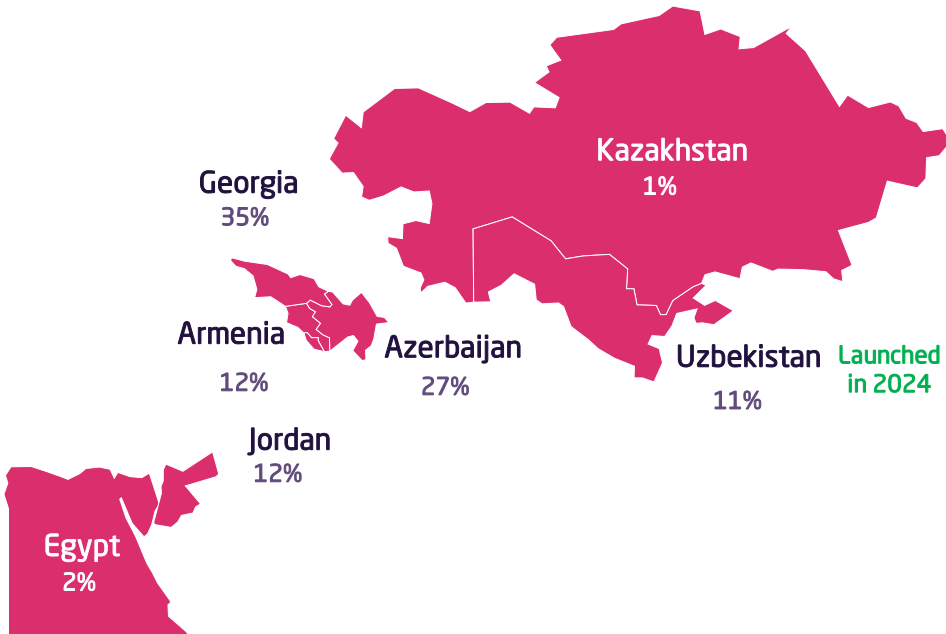 Kazakhstan
1%
Georgia
35%
Armenia
12%
Azerbaijan
27%
Uzbekistan
11%
Launched
in 2024
Jordan
12%
Egypt
2%